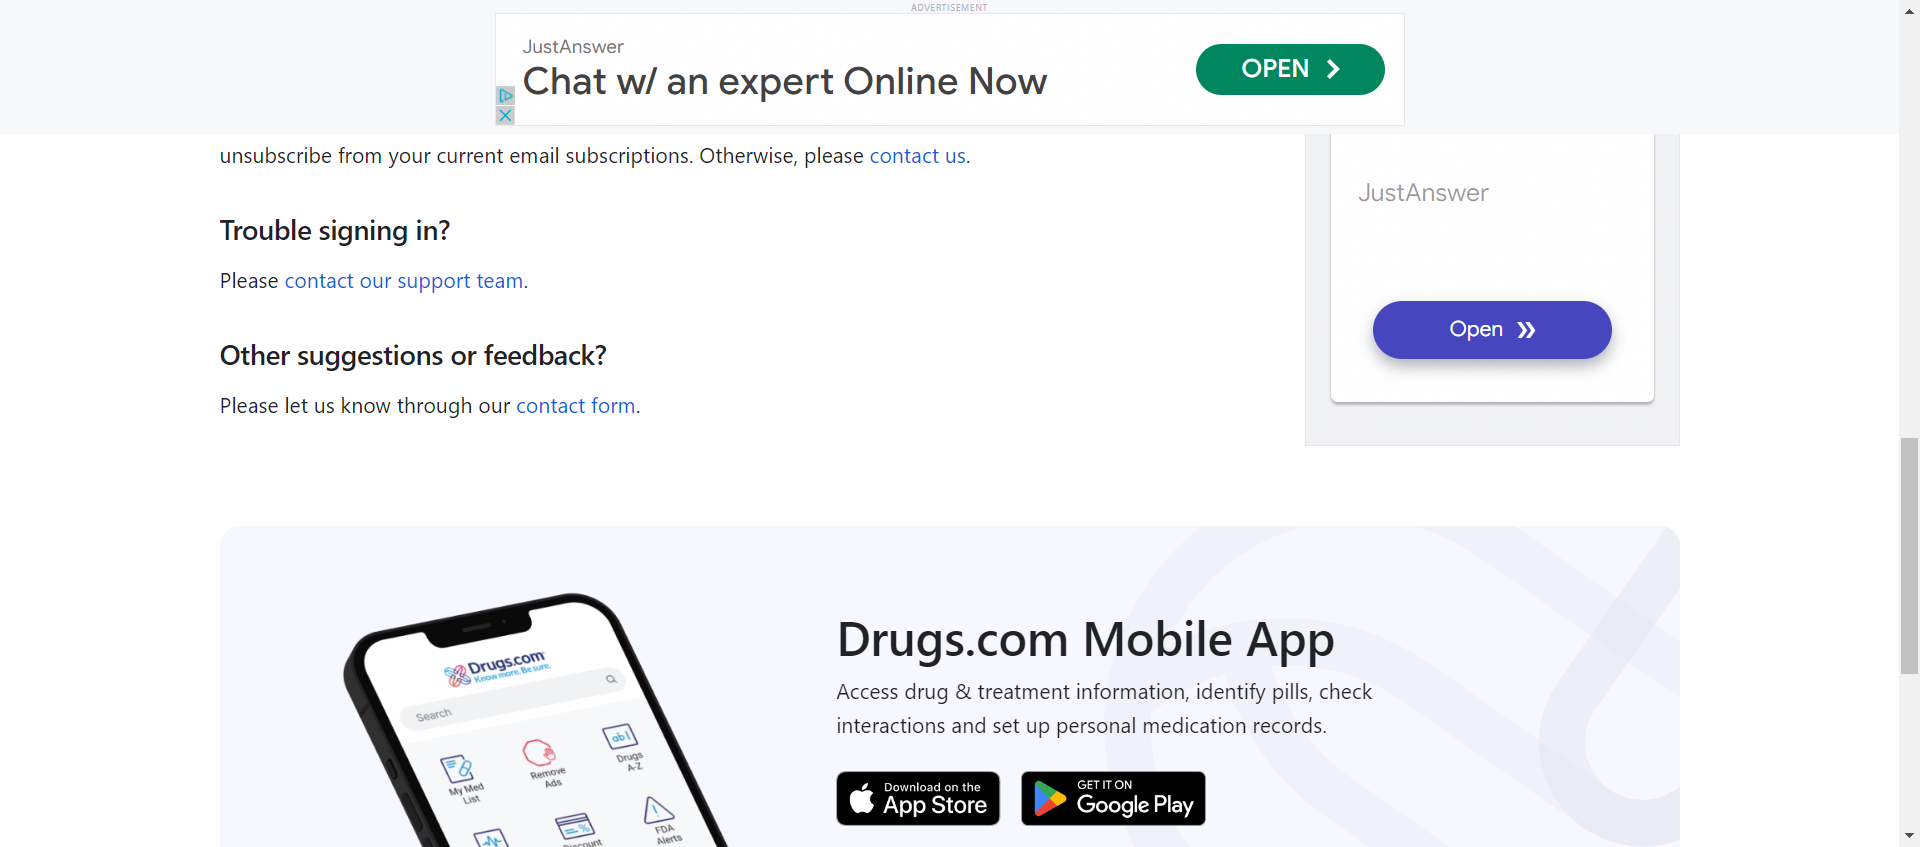 ADVERTISEMENT
JustAnswer
Chat w/ an expert Online Now
OPEN
unsubscribe from your current email subscriptions. Otherwise, please contact us.
Trouble signing in?
Please contact our support team.
Other suggestions or feedback?
Please let us know through our contact form.
JustAnswer
Open
Drugs.com
Know more. Be sure.
Search
My Med
List
Remove
Ads
Drugs
A-Z
Discount
FDA
Alerts
Drugs.com Mobile App
Access drug & treatment information, identify pills, check
interactions and set up personal medication records.
Download on the
App Store
GET IT ON
Google Play